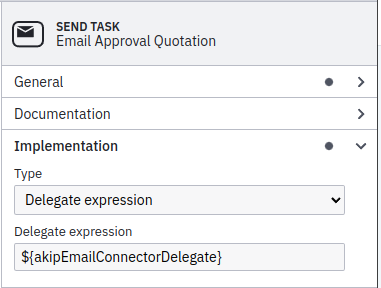 SEND TASK
Email Approval Quotation
General
Documentation
Implementation
Type
Delegate expression
Delegate expression
${akipEmailConnectorDelegate}